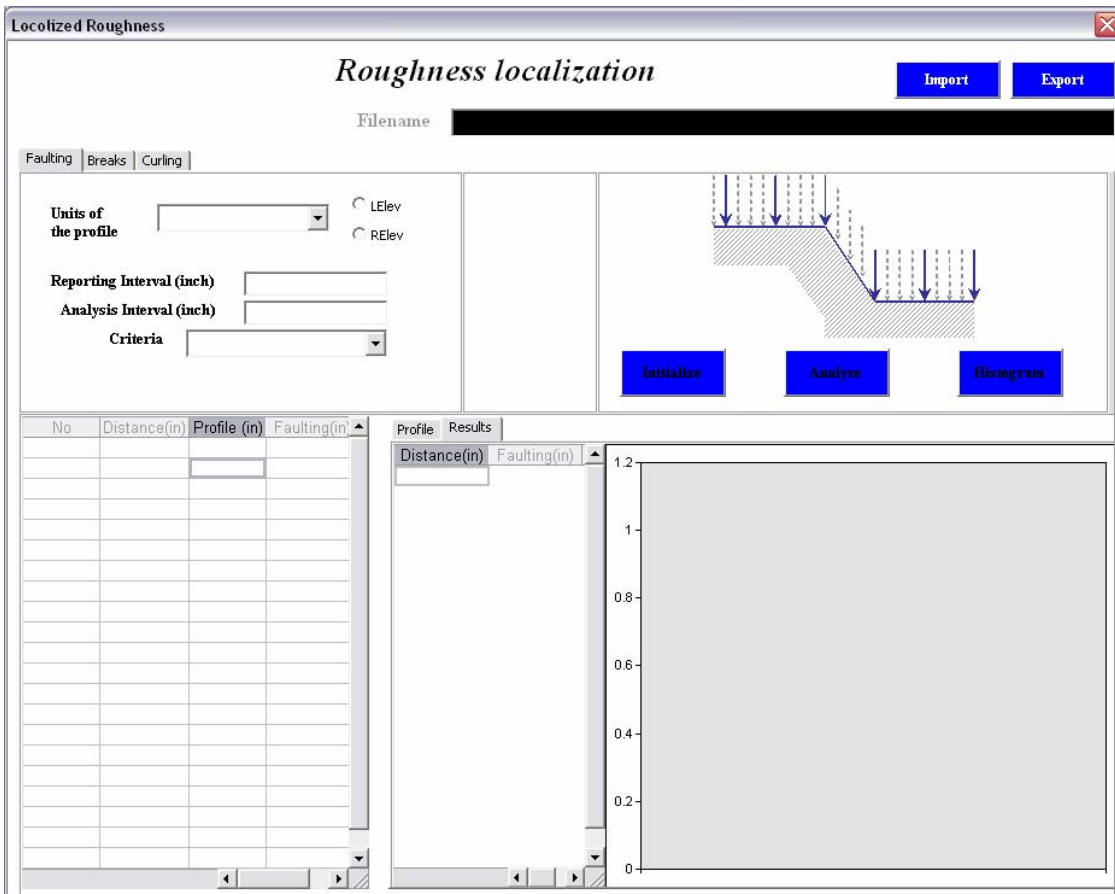 Locolized Roughness
Roughness localization
Import
Export
Filename
Faulting
Breaks
Curling
Units of
the profile
LElev
RElev
Reporting Interval (inch)
Analysis Interval (inch)
Criteria
Initialize
Analyze
Histogram
No
Distance(in)
Profile (in)
Faulting(in)
Profile
Results
Distance(in)
Faulting(in)
1.2
1
0.8
0.6
0.4
0.2
0